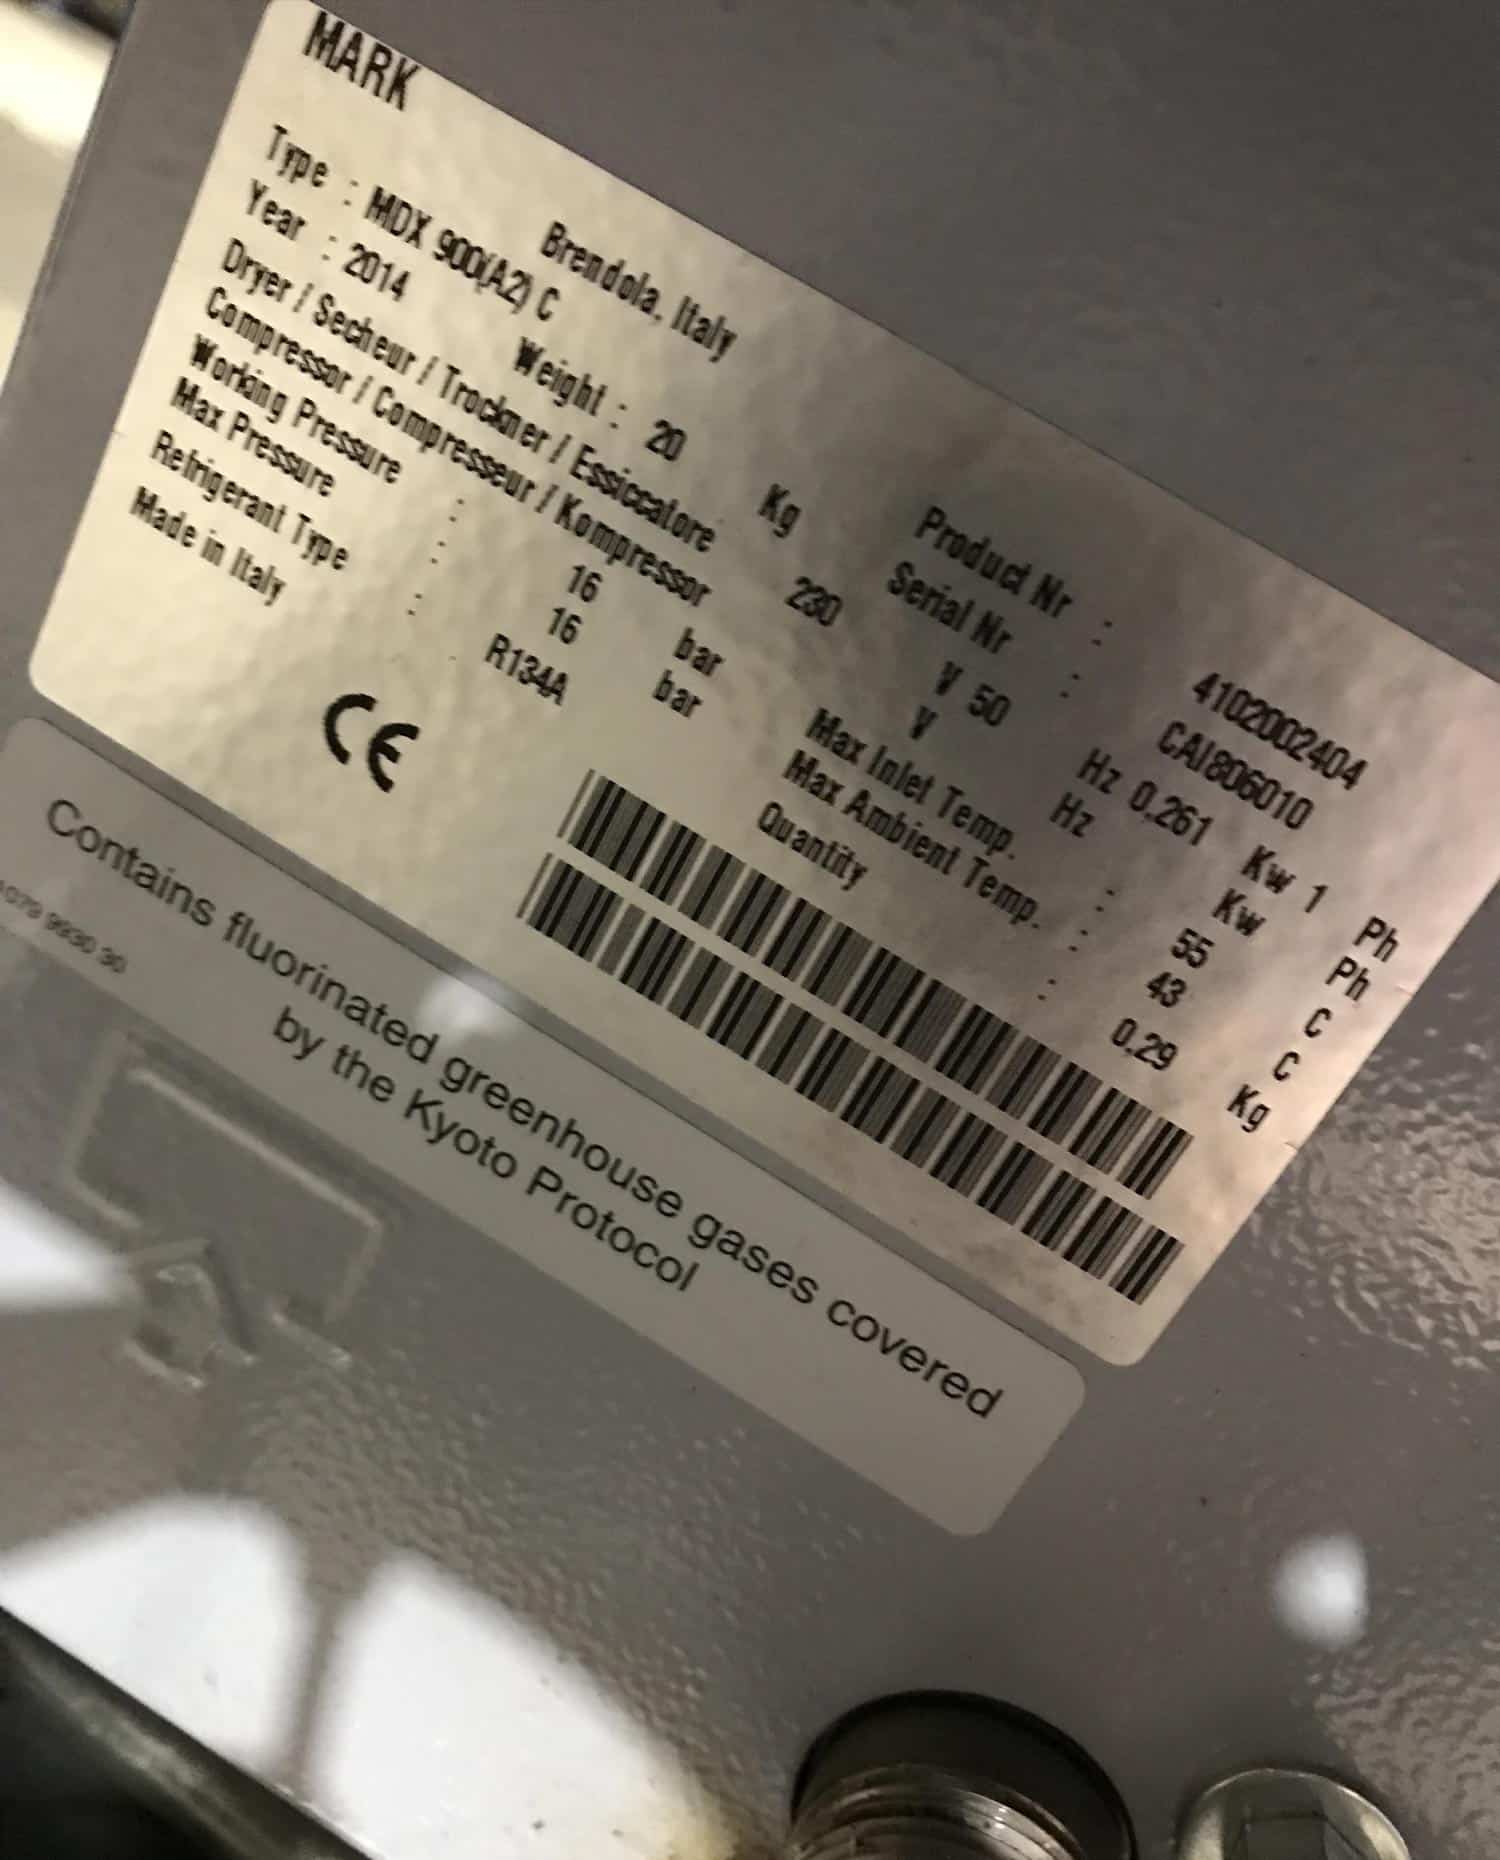 MARK
Brendola, Italy
Type : MDX 900(A2) C Product Nr : 4102002404
Year : 2014 Weight : 20 Kg Serial Nr : CAI806010
Dryer / Secheur / Trockner / Essiccatore 230 V 50 Hz 0,261 Kw 1 Ph
Compressor / Compresseur / Kompressor V Hz Kw Ph
Working Pressure : 16 bar Max Inlet Temp. : 55 C
Max Pressure : 16 bar Max Ambient Temp. : 43 C
Refrigerant Type : R134A Quantity : 0,29 Kg
Made in Italy
CE
Contains fluorinated greenhouse gases covered
by the Kyoto Protocol
079 9930 30